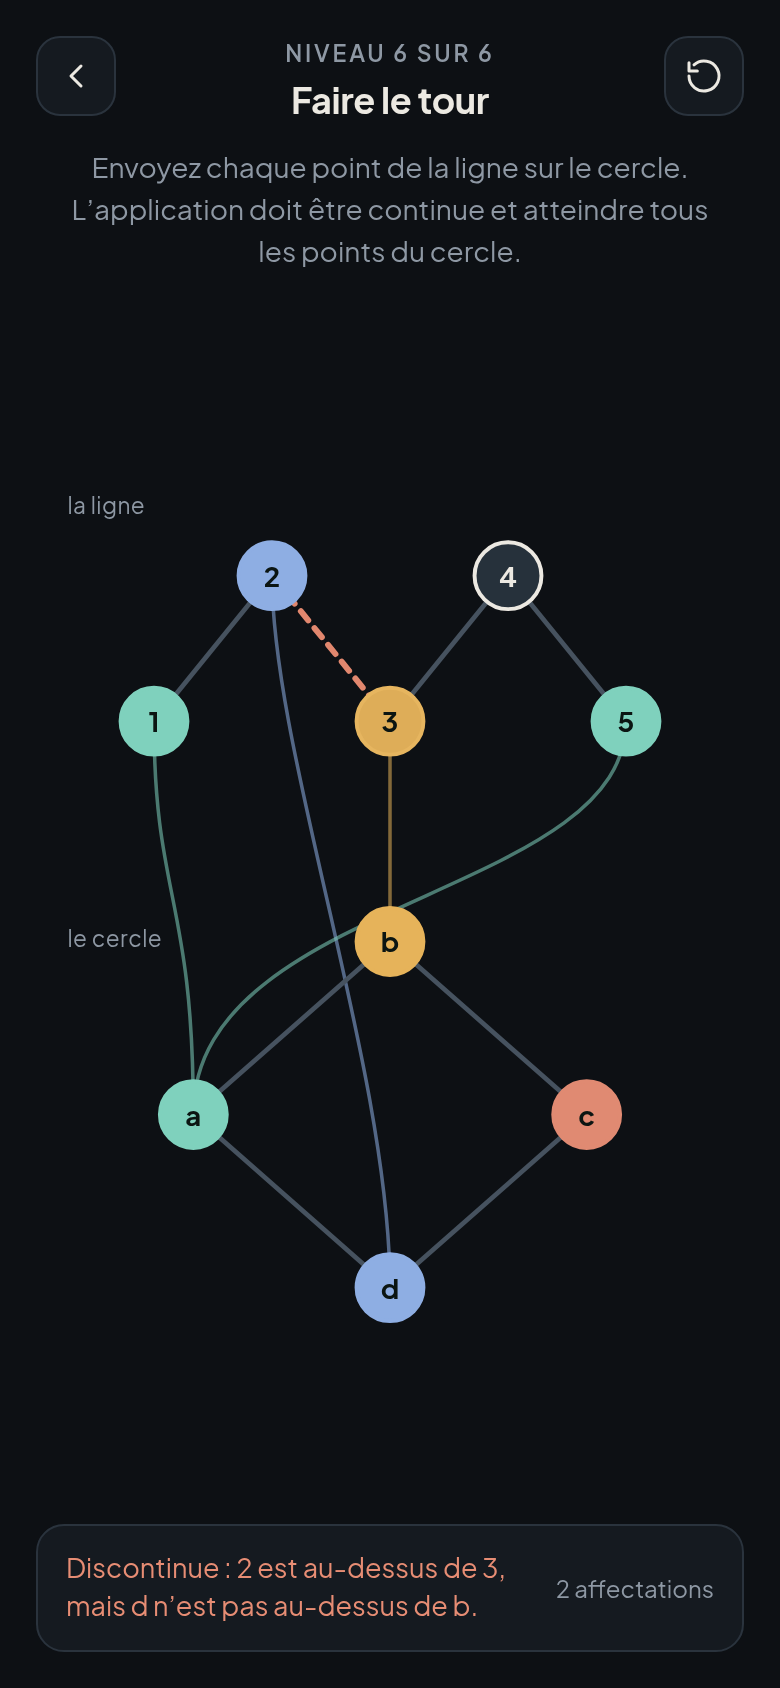 NIVEAU 6 SUR 6
Faire le tour
Envoyez chaque point de la ligne sur le cercle.
L’application doit être continue et atteindre tous
les points du cercle.
la ligne
2
4
1
3
5
le cercle
b
a
c
d
Discontinue : 2 est au-dessus de 3,
mais d n’est pas au-dessus de b.
2 affectations